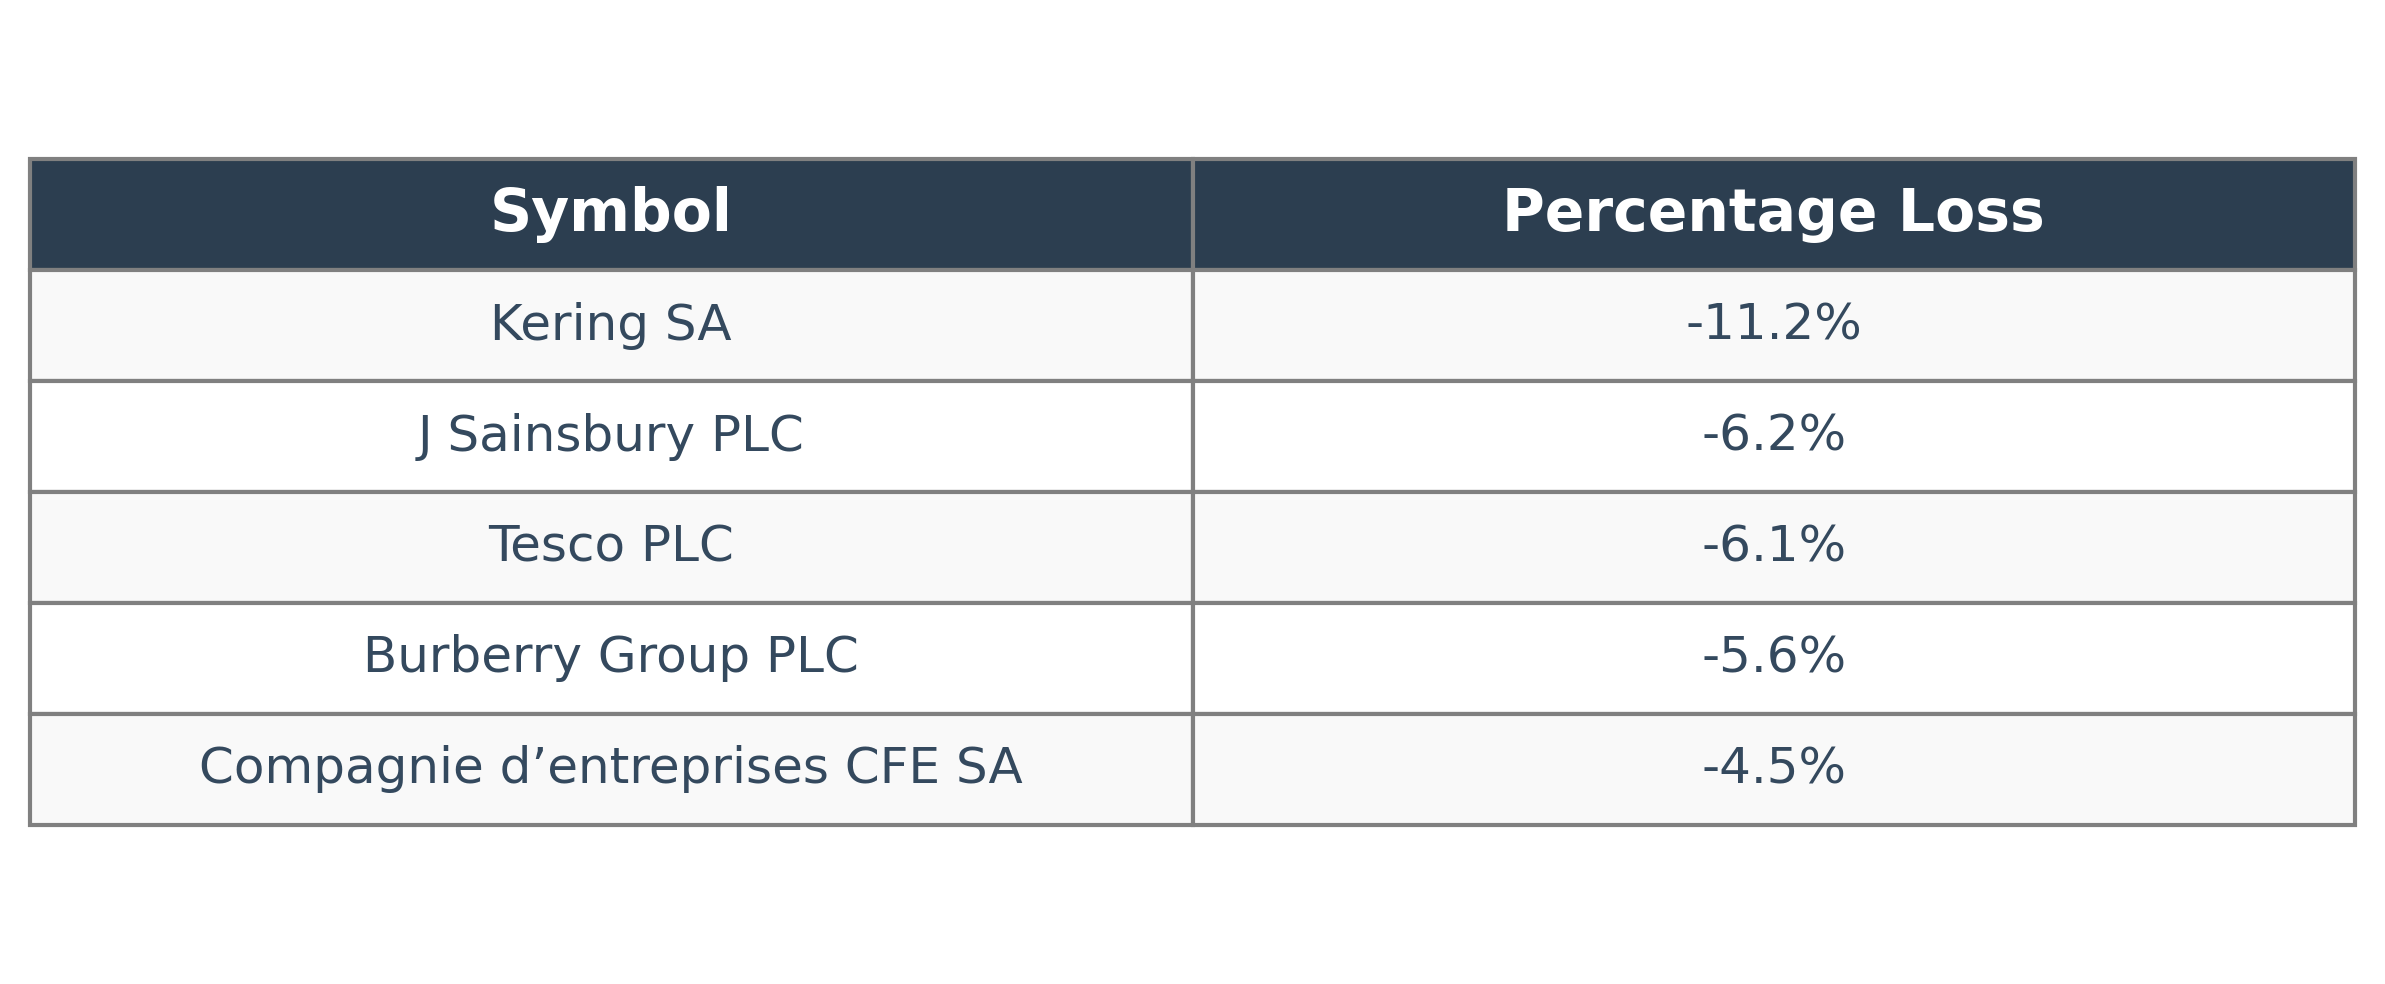 Symbol Percentage Loss
Kering SA -11.2%
J Sainsbury PLC -6.2%
Tesco PLC -6.1%
Burberry Group PLC -5.6%
Compagnie d’entreprises CFE SA -4.5%